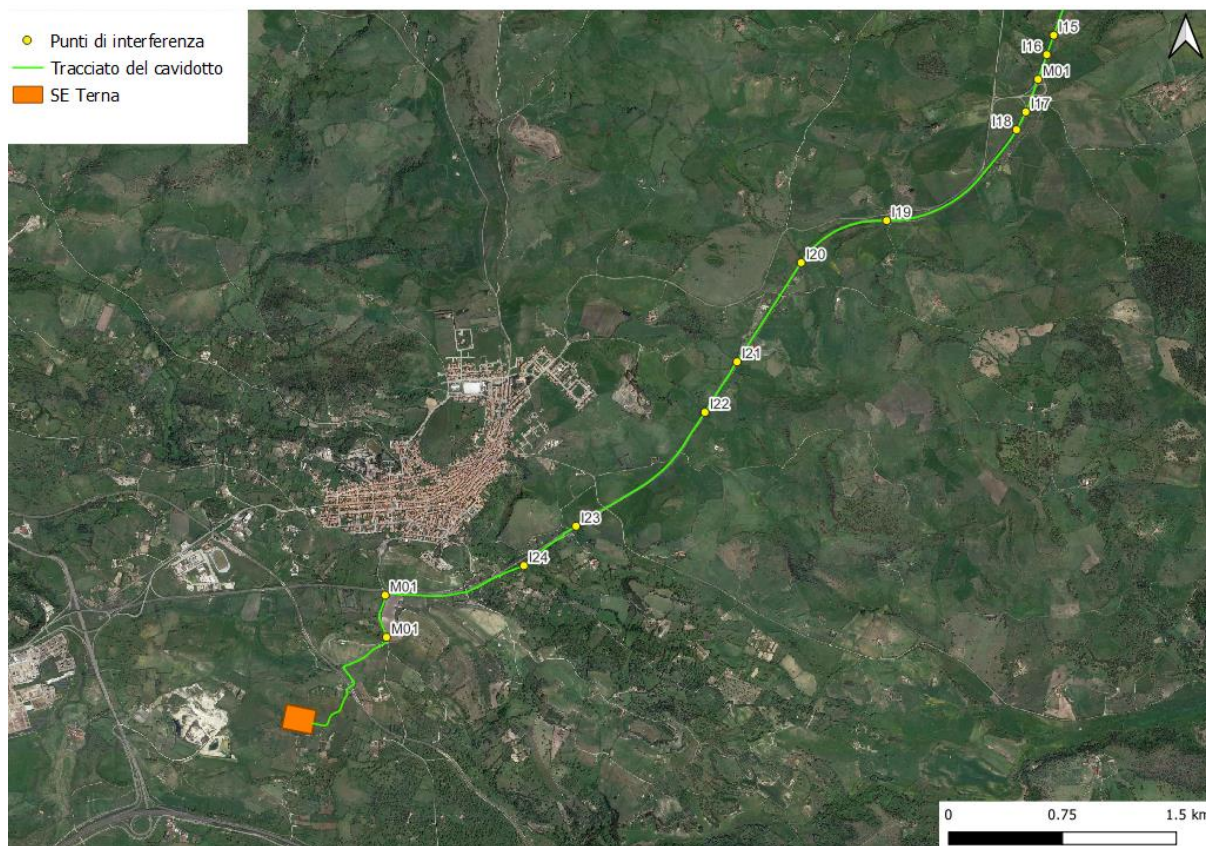 Punti di interferenza
Tracciato del cavidotto
SE Terna
I15
I16
M01
I17
I18
I19
I20
I21
I22
I23
I24
M01
M01
0 0.75 1.5 km